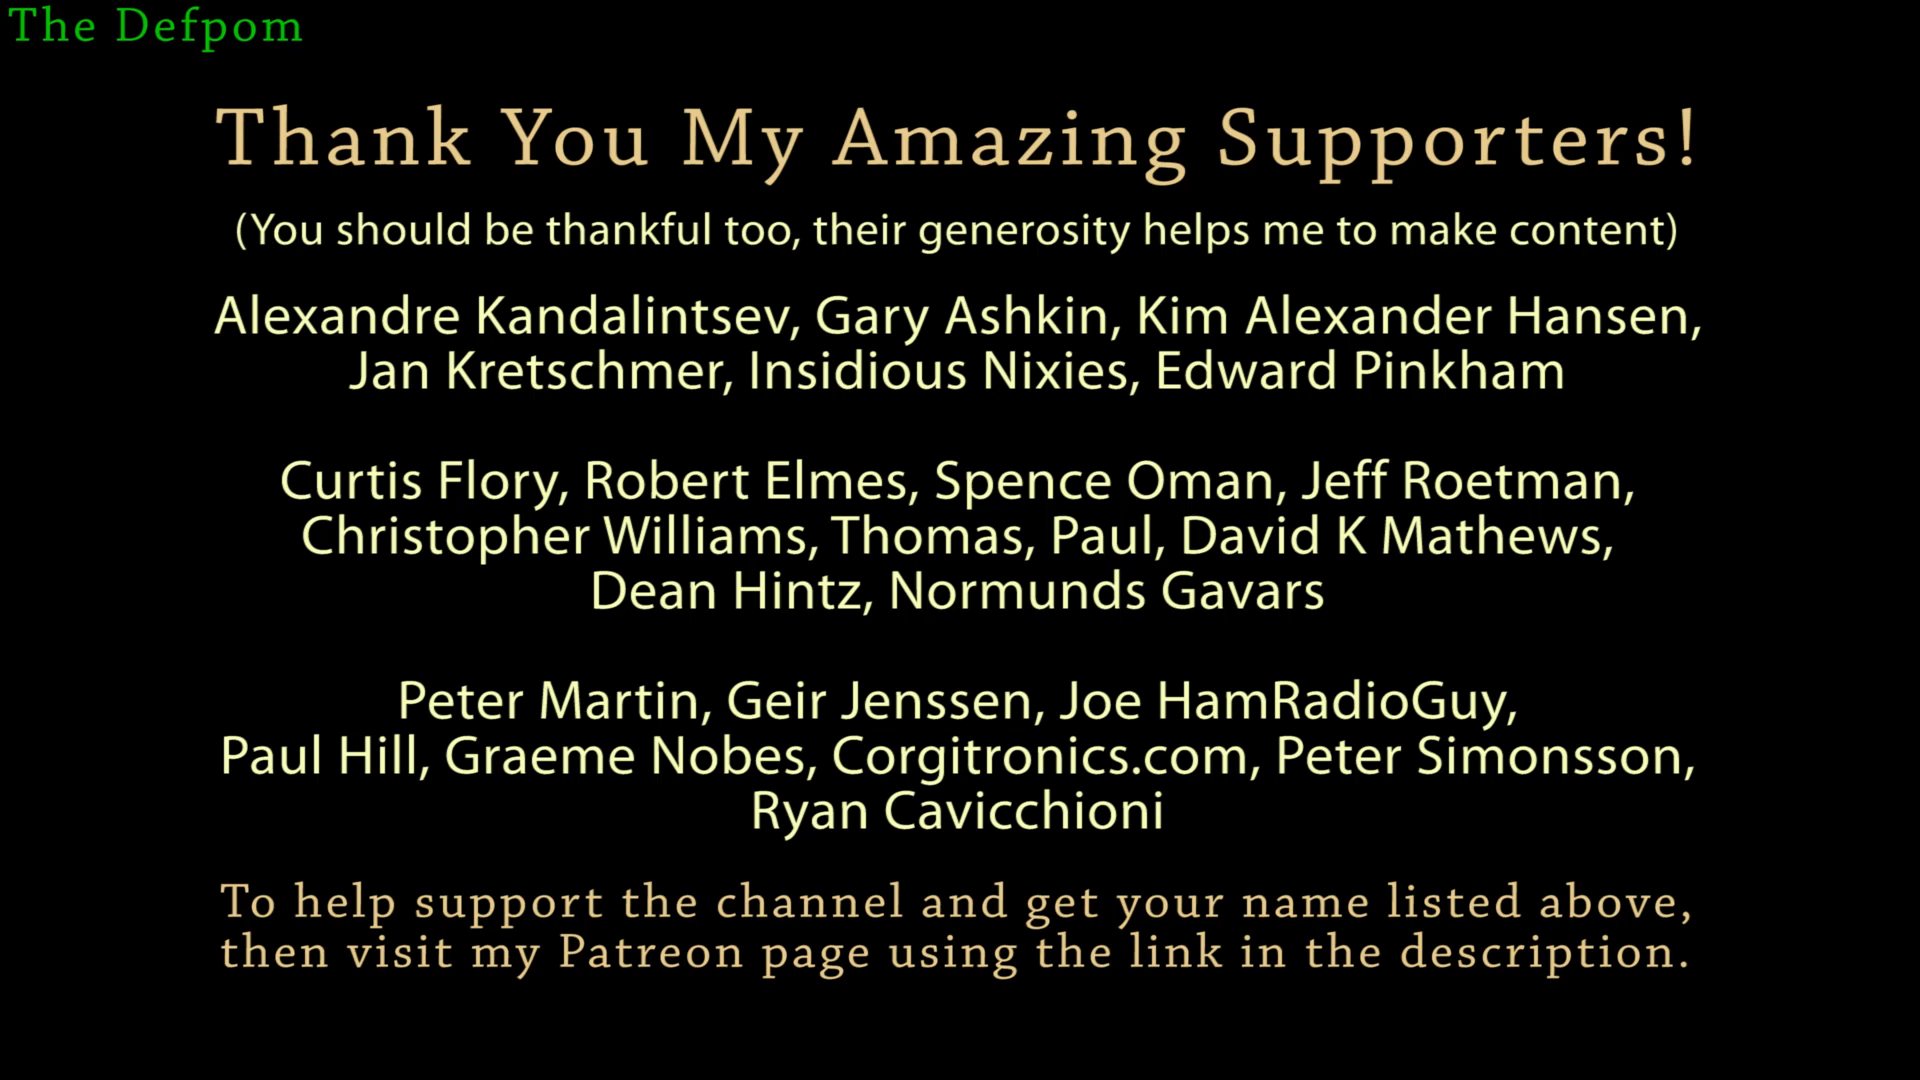 The Defpom
Thank You My Amazing Supporters!
(You should be thankful too, their generosity helps me to make content)
Alexandre Kandalintsev, Gary Ashkin, Kim Alexander Hansen,
Jan Kretschmer, Insidious Nixies, Edward Pinkham
Curtis Flory, Robert Elmes, Spence Oman, Jeff Roetman,
Christopher Williams, Thomas, Paul, David K Mathews,
Dean Hintz, Normunds Gavars
Peter Martin, Geir Jenssen, Joe HamRadioGuy,
Paul Hill, Graeme Nobes, Corgitronics.com, Peter Simonsson,
Ryan Cavicchioni
To help support the channel and get your name listed above,
then visit my Patreon page using the link in the description.